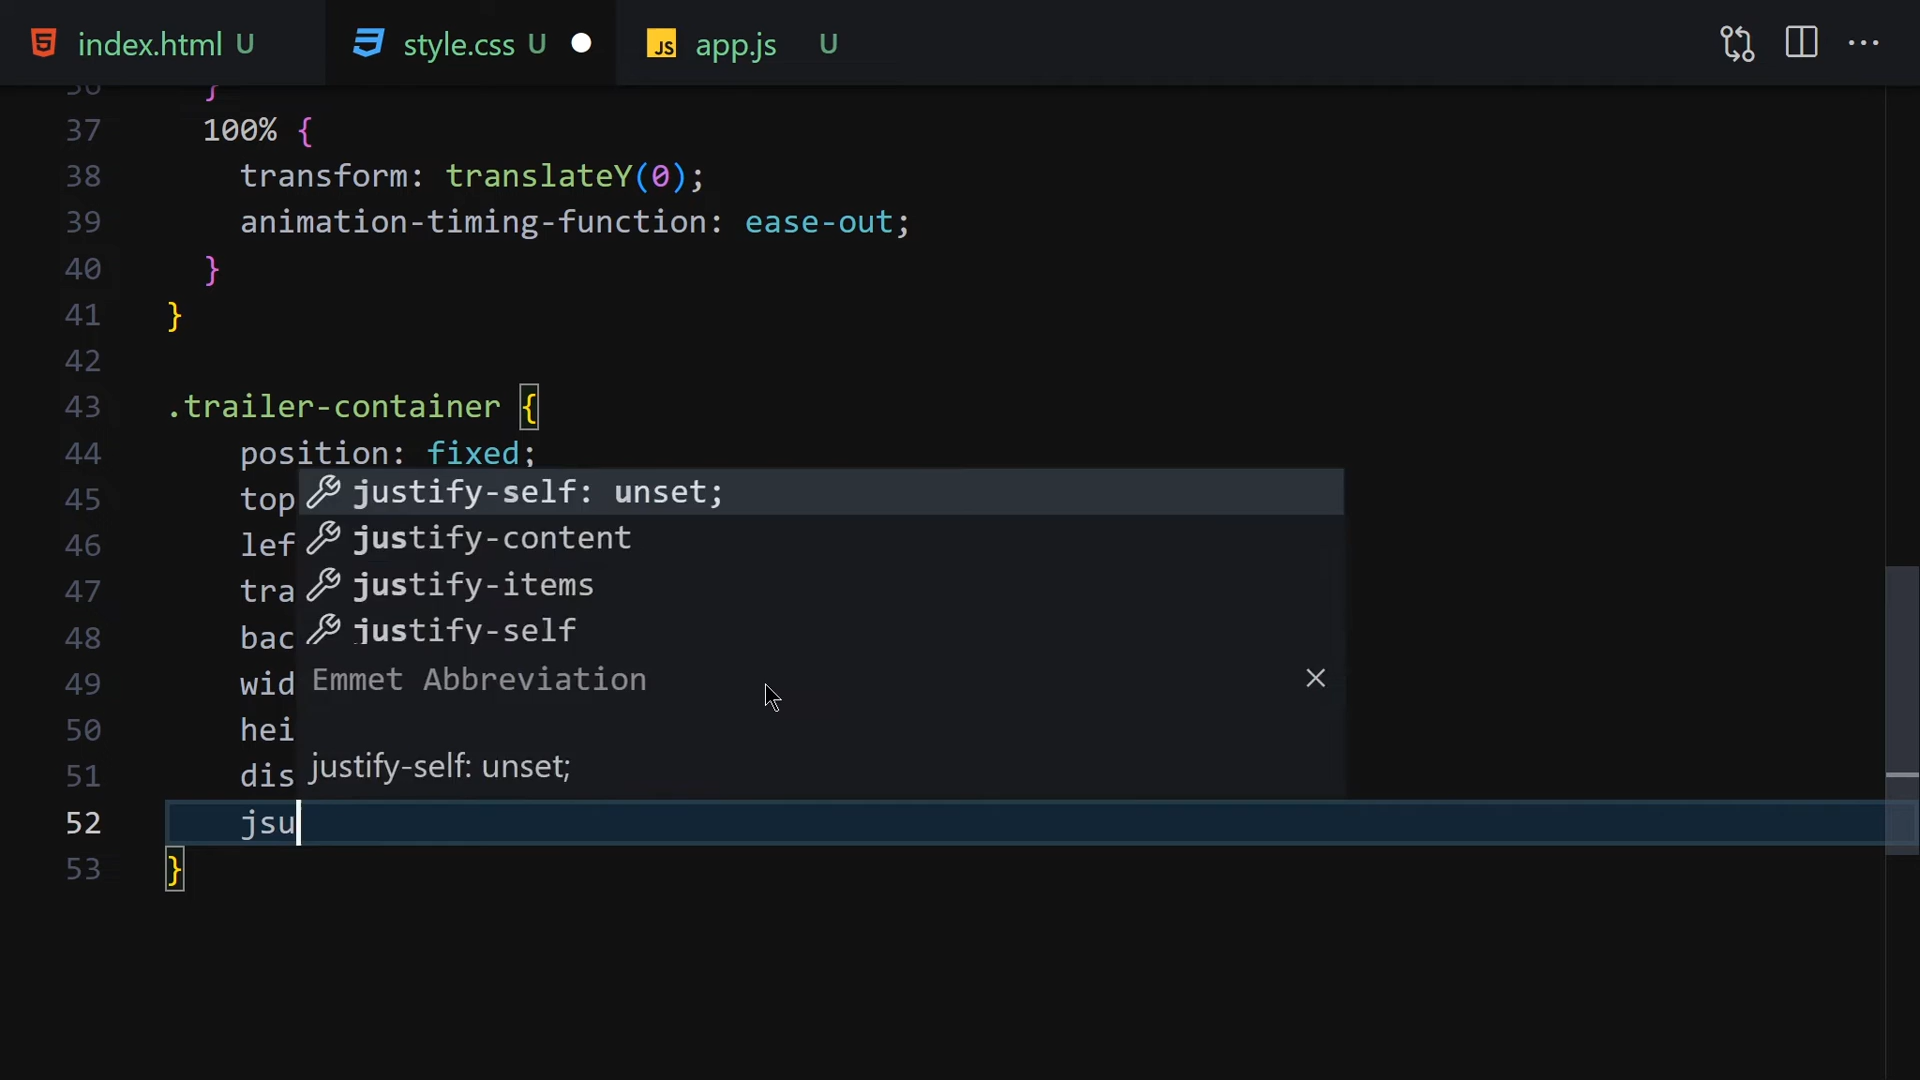 index.html U style.css U JS app.js U
36 }
37 100% {
38 transform: translateY(0);
39 animation-timing-function: ease-out;
40 }
41 }
42
43 .trailer-container {
44 position: fixed;
45 top justify-self: unset;
46 lef justify-content
47 tra justify-items
48 bac justify-self
49 wid Emmet Abbreviation
50 hei
51 dis justify-self: unset;
52 jsu
53 }